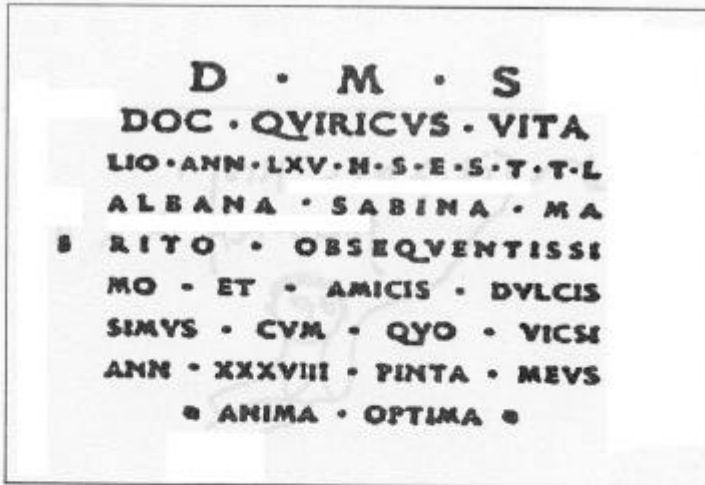 D · M · S
DOC · QVIRICVS · VITA
LIO · ANN · LXV · H · S · E · S · T · T · L
ALBANA · SABINA · MA
RITO · OBSEQVENTISSI
MO · ET · AMICIS · DVLCIS
SIMVS · CVM · QVO · VICSI
ANN · XXXVIII · PINTA · MEVS
ANIMA · OPTIMA